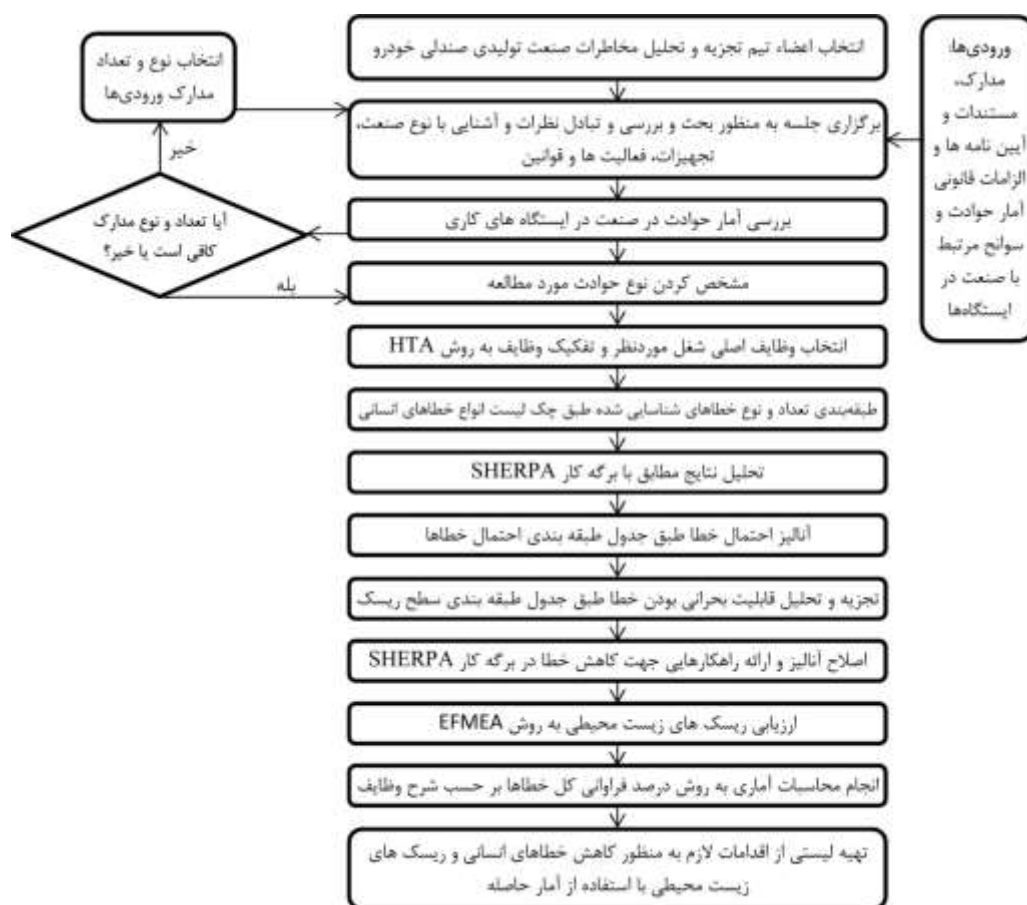 انتخاب اعضاء تیم تجزیه و تحلیل مخاطرات صنعت تولیدی صندلی خودرو
ورودی‌ها:
مدارک،
مستندات و
آیین نامه ها و
الزامات قانونی
آمار حوادث و
سوانح مرتبط
با صنعت در
ایستگاه‌ها
برگزاری جلسه به منظور بحث و بررسی و تبادل نظرات و آشنایی با نوع صنعت،
تجهیزات، فعالیت ها و قوانین
انتخاب نوع و تعداد
مدارک ورودی‌ها
خیر
بررسی آمار حوادث در صنعت در ایستگاه های کاری
آیا تعداد و نوع مدارک
کافی است یا خیر؟
بله
مشخص کردن نوع حوادث مورد مطالعه
انتخاب وظایف اصلی شغل موردنظر و تفکیک وظایف به روش HTA
طبقه‌بندی تعداد و نوع خطاهای شناسایی شده طبق چک لیست انواع خطاهای انسانی
تحلیل نتایج مطابق با برگه کار SHERPA
آنالیز احتمال خطا طبق جدول طبقه بندی احتمال خطاها
تجزیه و تحلیل قابلیت بحرانی بودن خطا طبق جدول طبقه بندی سطح ریسک
اصلاح آنالیز و ارائه راهکارهایی جهت کاهش خطا در برگه کار SHERPA
ارزیابی ریسک های زیست محیطی به روش EFMEA
انجام محاسبات آماری به روش درصد فراوانی کل خطاها بر حسب شرح وظایف
تهیه لیستی از اقدامات لازم به منظور کاهش خطاهای انسانی و ریسک های
زیست محیطی با استفاده از آمار حاصله